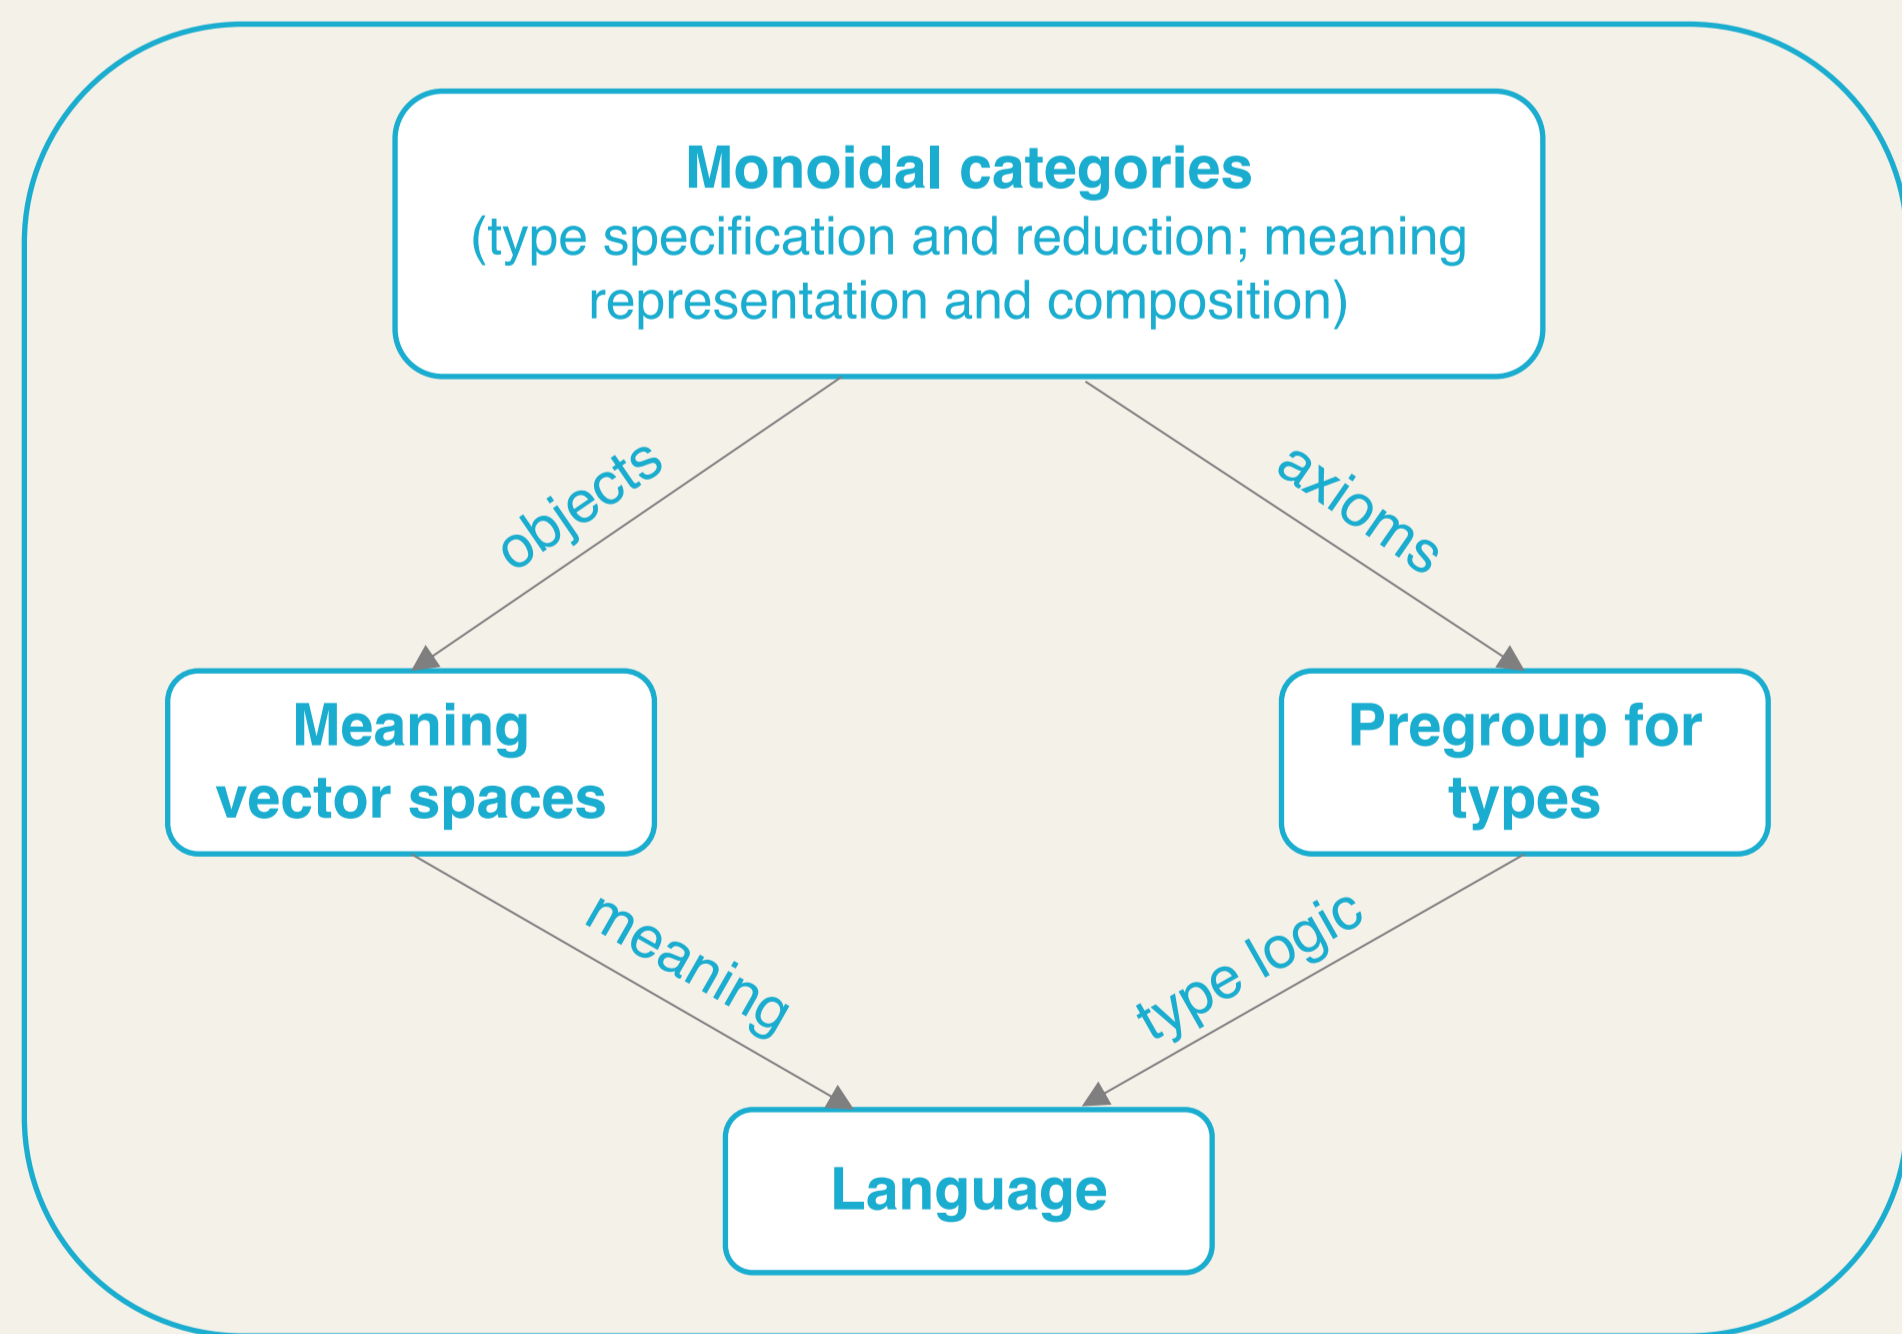 Monoidal categories
(type specification and reduction; meaning
representation and composition)
objects
axioms
Meaning
vector spaces
Pregroup for
types
meaning
type logic
Language